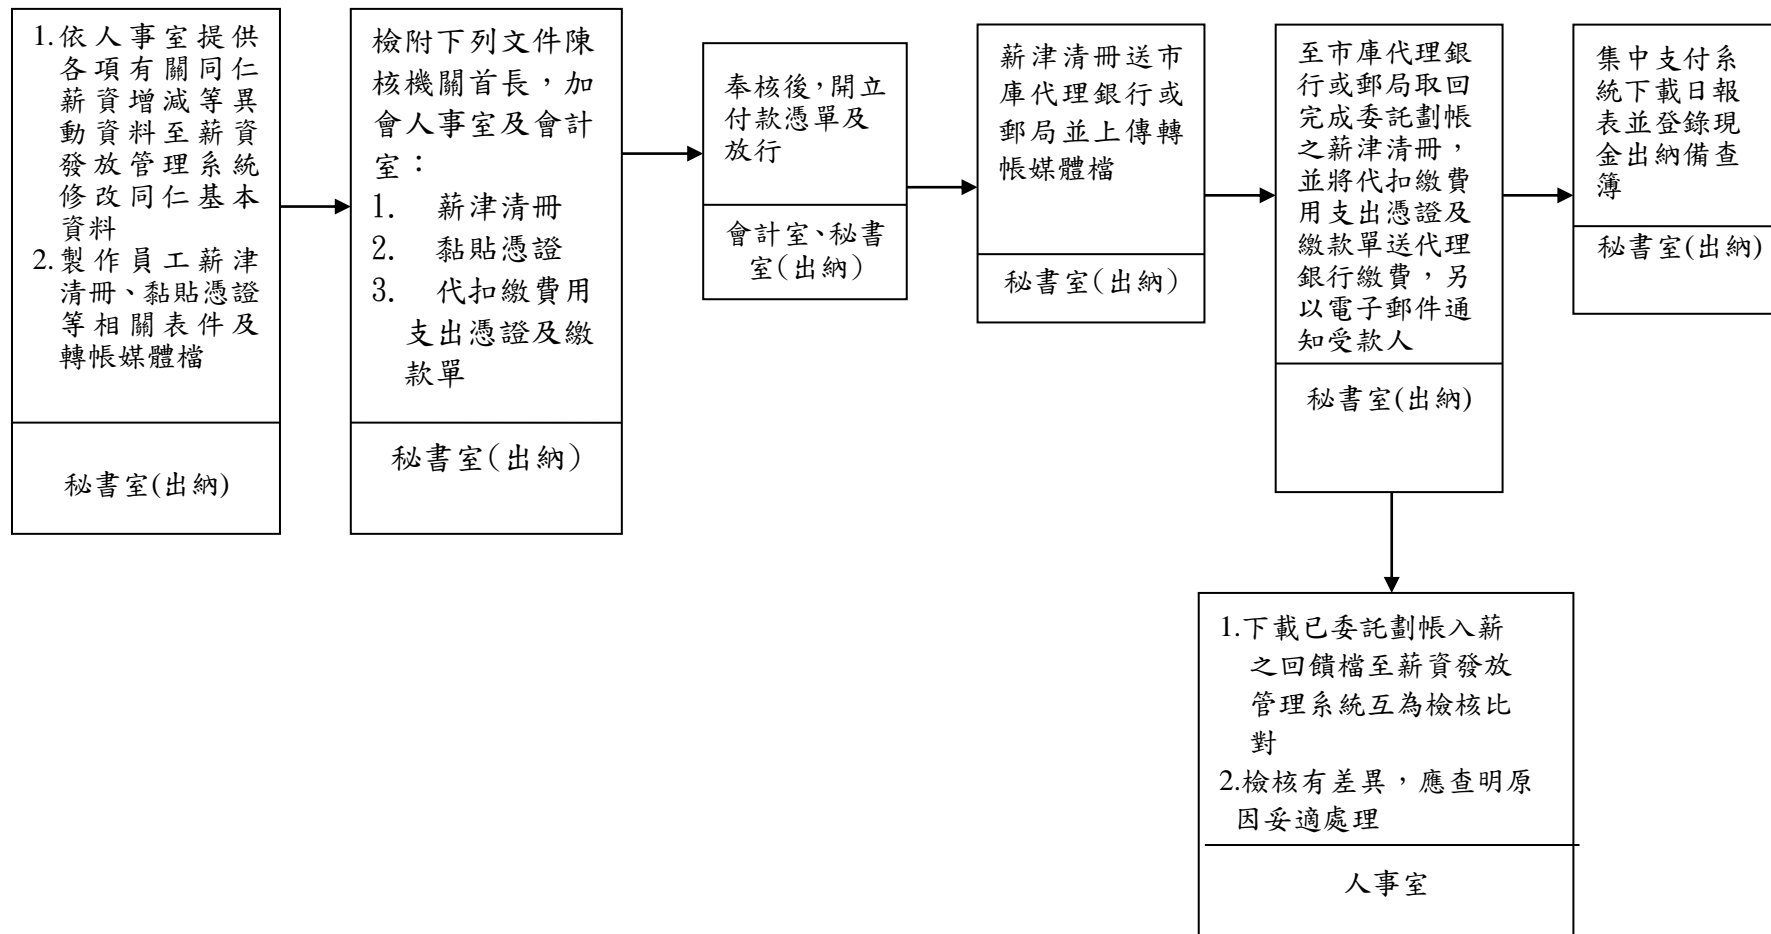 1.依人事室提供
各項有關同仁
薪資增減等異
動資料至薪資
發放管理系統
修改同仁基本
資料
2.製作員工薪津
清冊、黏貼憑證
等相關表件及
轉帳媒體檔
秘書室(出納)
檢附下列文件陳
核機關首長，加
會人事室及會計
室：
1. 薪津清冊
2. 黏貼憑證
3. 代扣繳費用
支出憑證及繳
款單
秘書室(出納)
奉核後，開立
付款憑單及
放行
會計室、秘書
室(出納)
薪津清冊送市
庫代理銀行或
郵局並上傳轉
帳媒體檔
秘書室(出納)
至市庫代理銀
行或郵局取回
完成委託劃帳
之薪津清冊，
並將代扣繳費
用支出憑證及
繳款單送代理
銀行繳費，另
以電子郵件通
知受款人
秘書室(出納)
集中支付系
統下載日報
表並登錄現
金出納備查
簿
秘書室(出納)
1.下載已委託劃帳入薪
之回饋檔至薪資發放
管理系統互為檢核比
對
2.檢核有差異，應查明原
因妥適處理
人事室